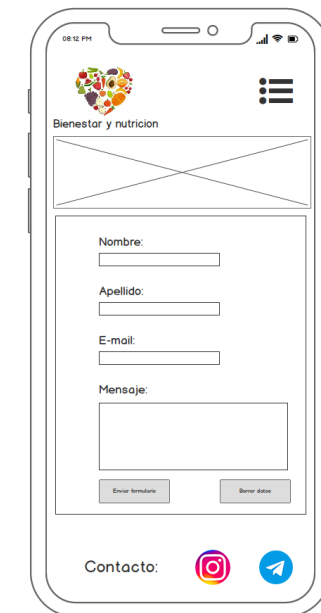 08:12 PM
Bienestar y nutricion
Nombre:
Apellido:
E-mail:
Mensaje:
Enviar formulario
Borrar datos
Contacto: